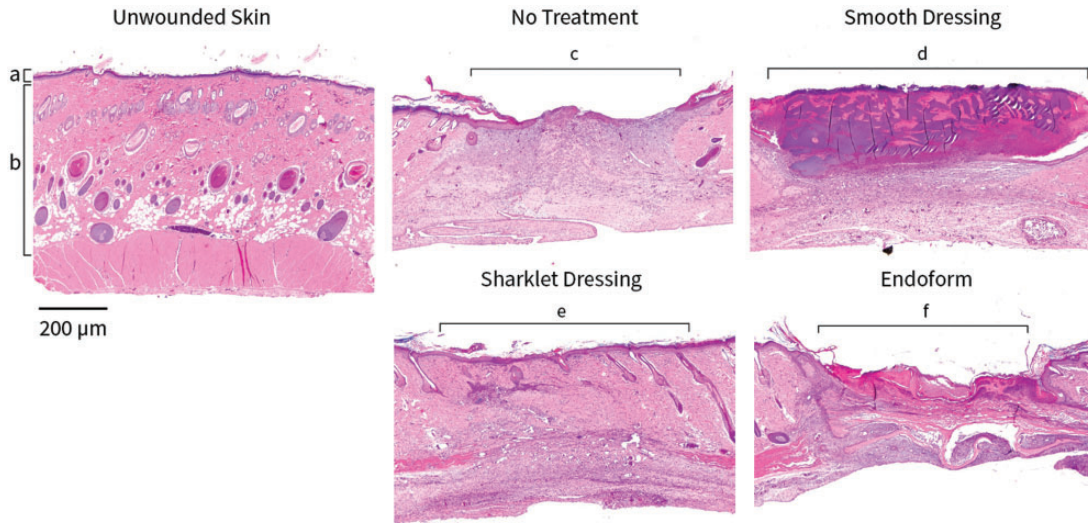 Unwounded Skin
No Treatment
Smooth Dressing
a
b
c
d
200 µm
Sharklet Dressing
Endoform
e
f